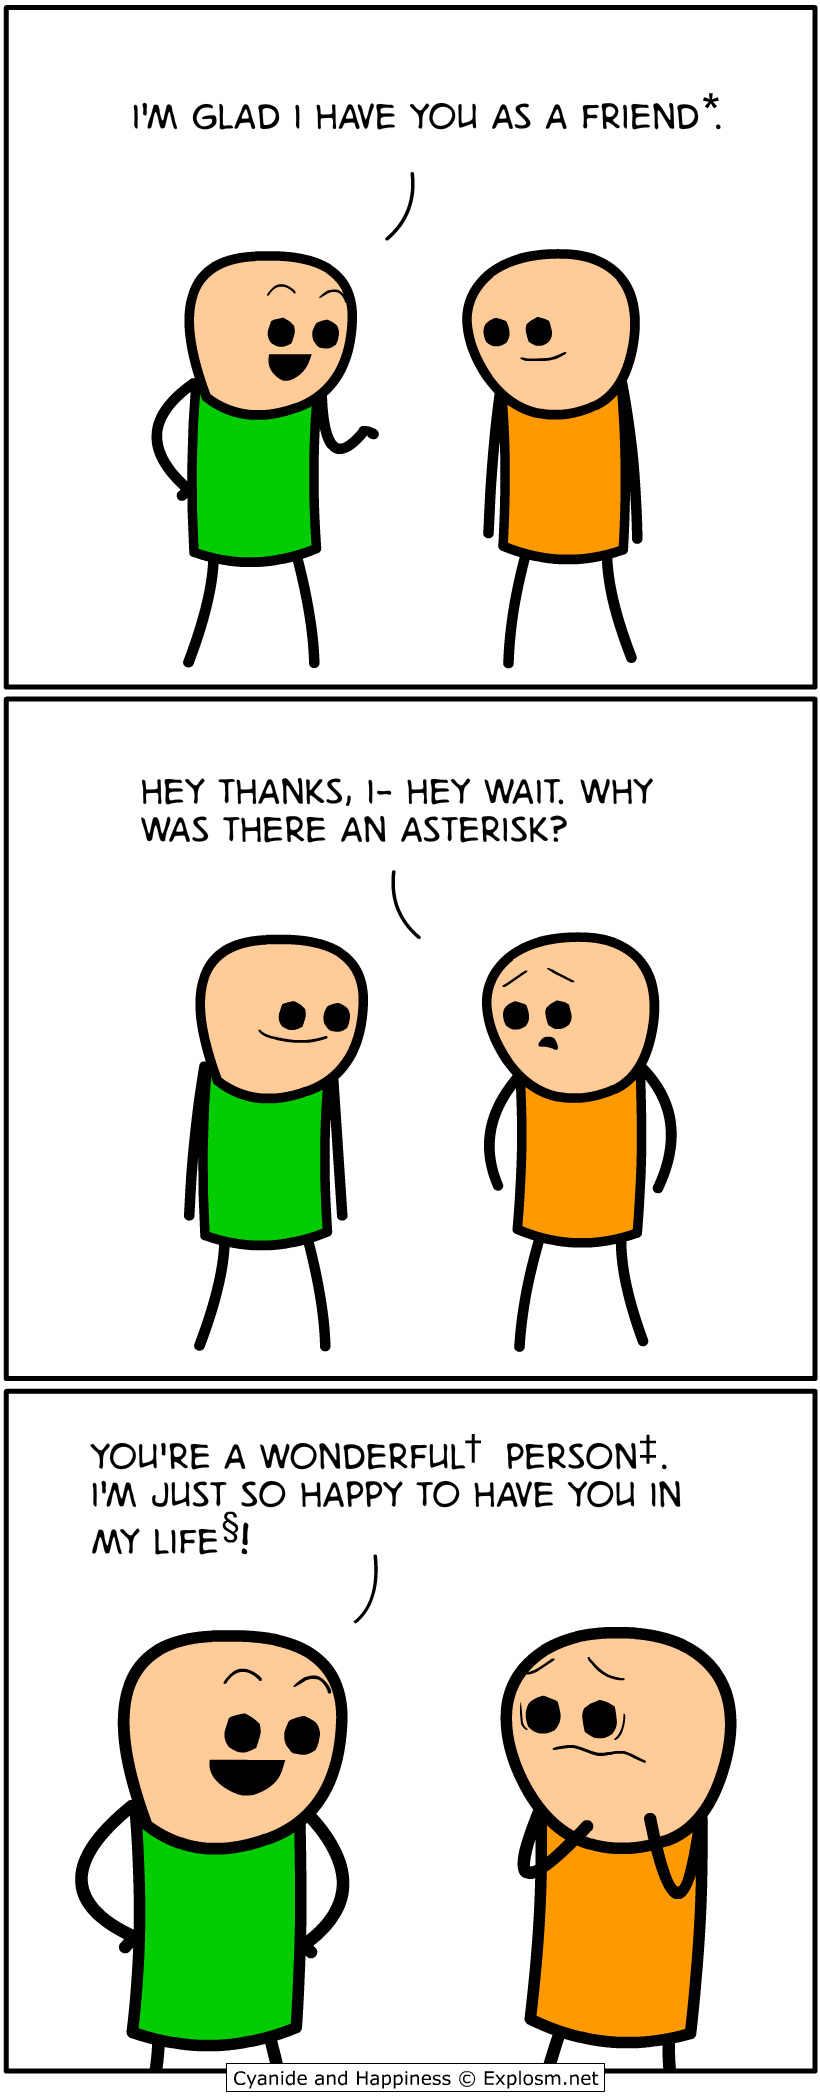 I'M GLAD I HAVE YOU AS A FRIEND*.
HEY THANKS, I- HEY WAIT. WHY
WAS THERE AN ASTERISK?
YOU'RE A WONDERFUL† PERSON‡.
I'M JUST SO HAPPY TO HAVE YOU IN
MY LIFE§!
Cyanide and Happiness © Explosm.net